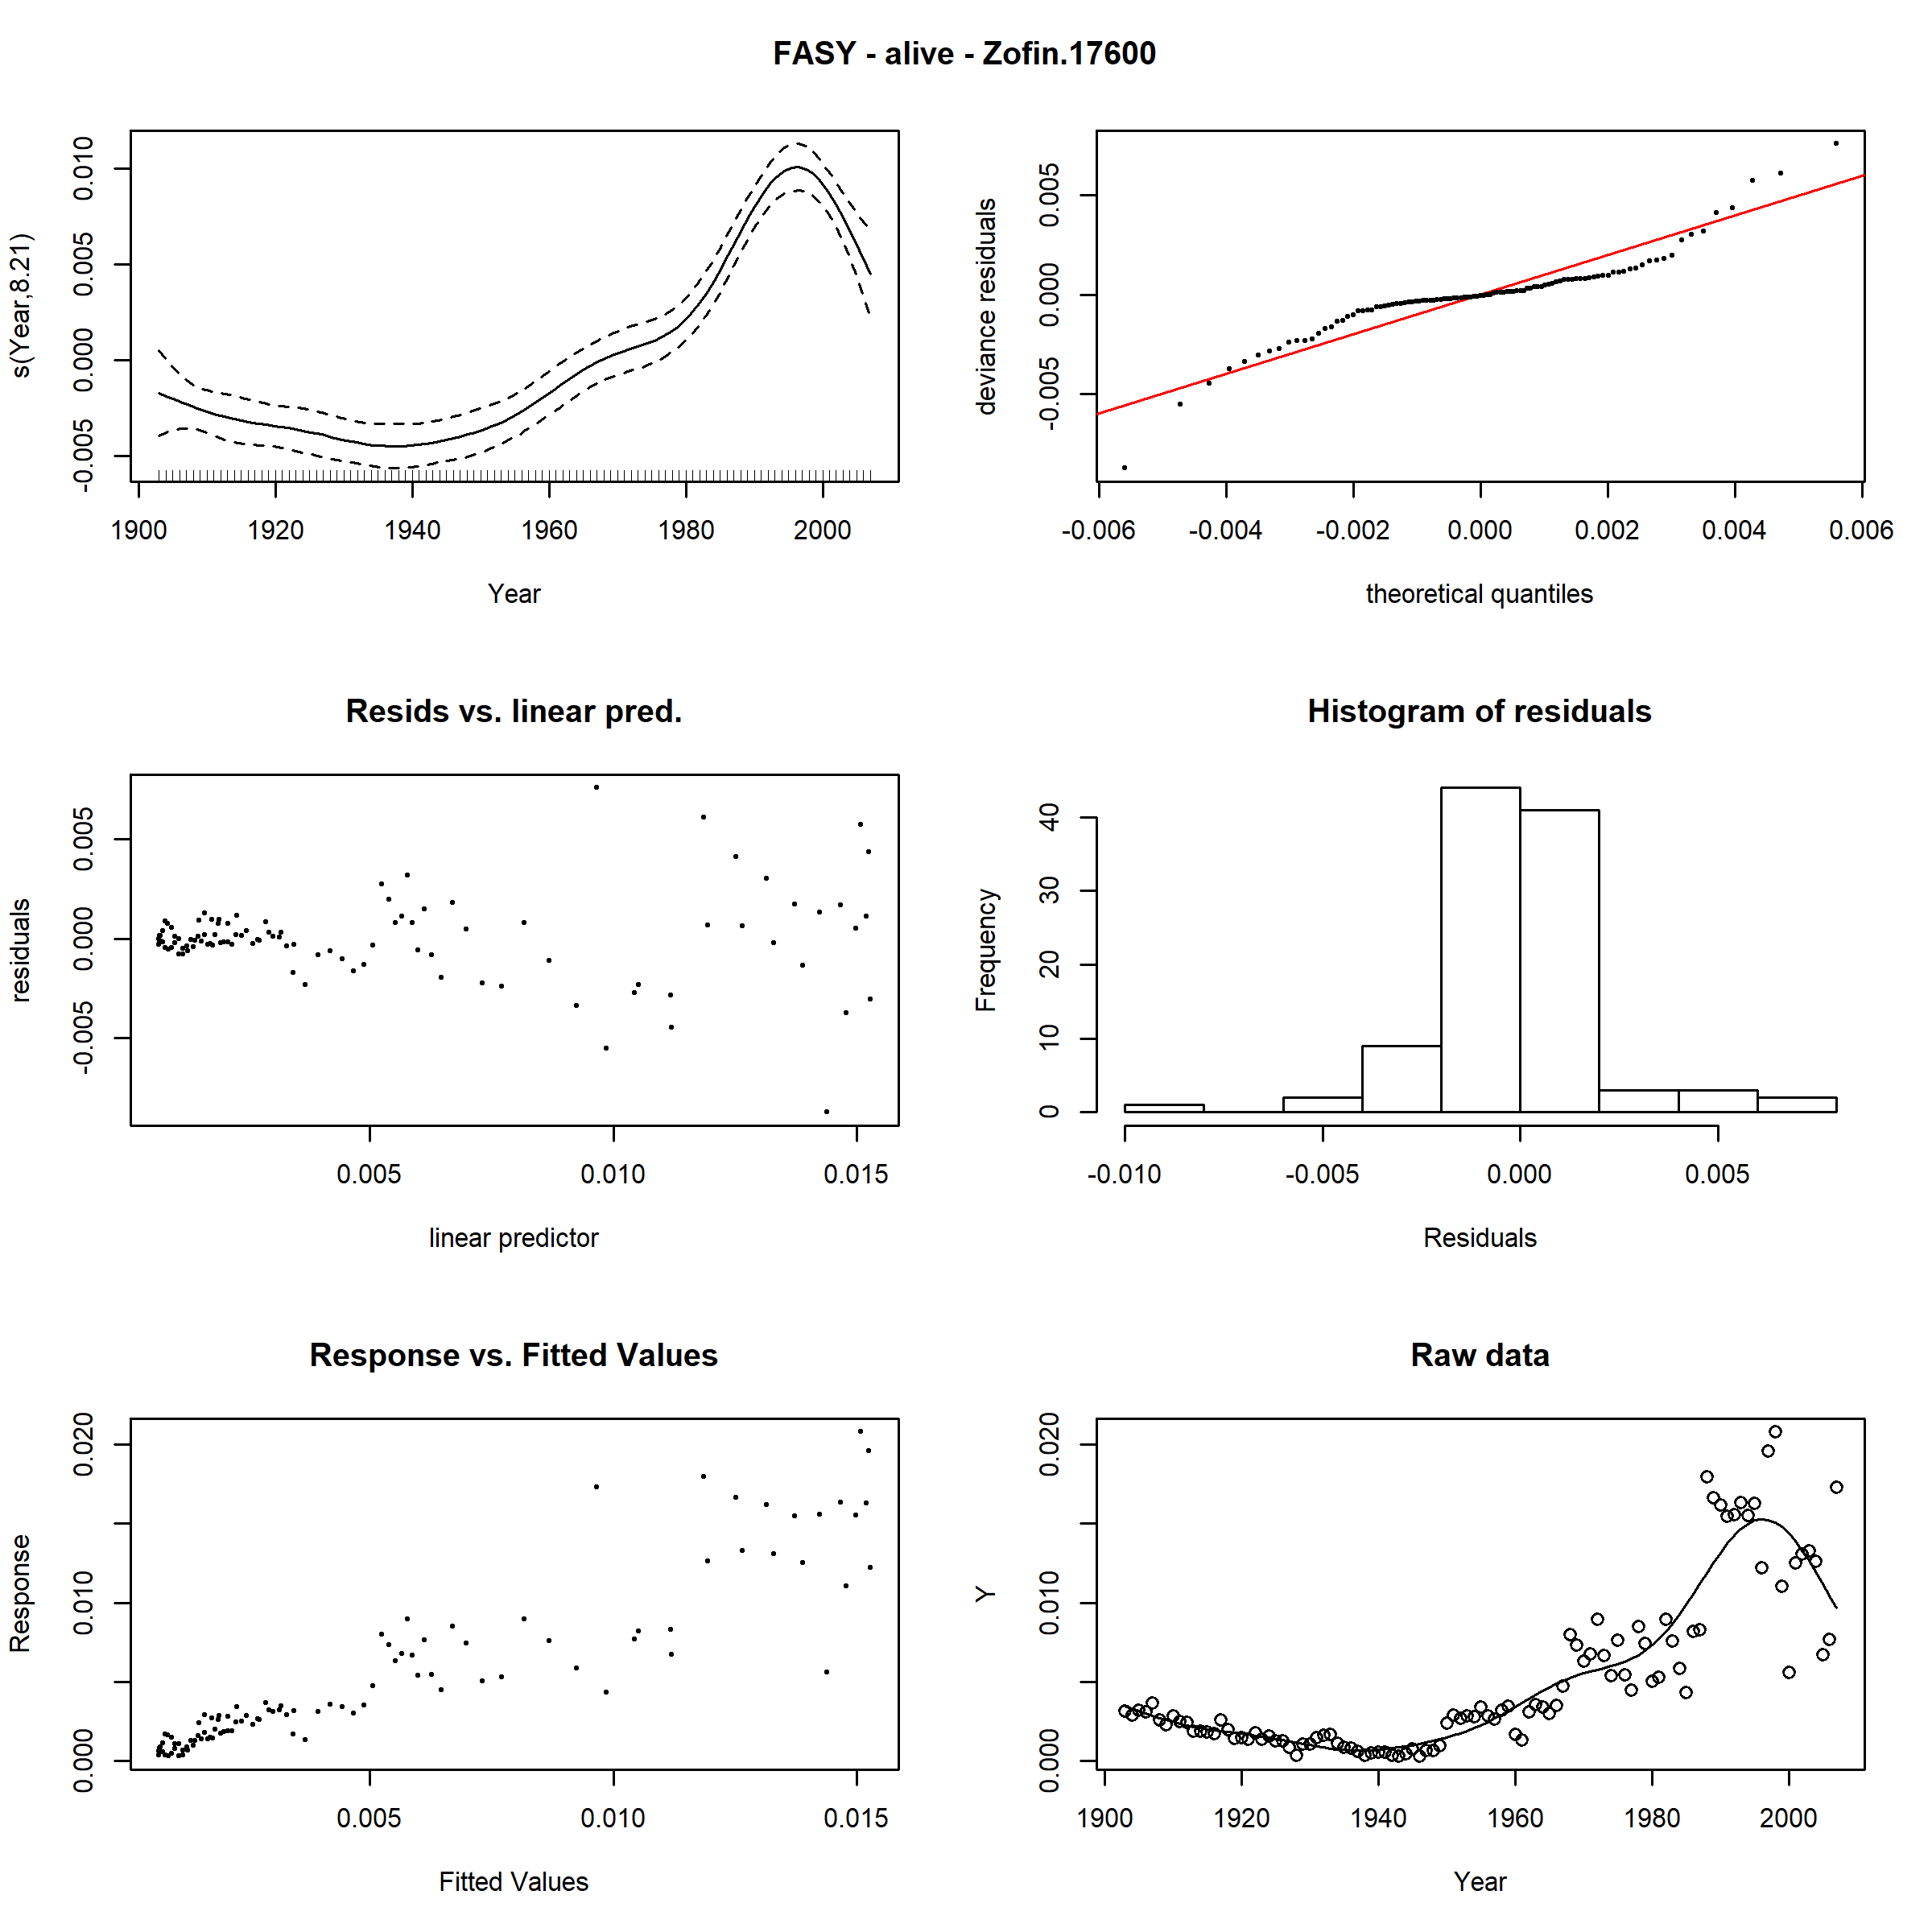 FASY - alive - Zofin.17600
s(Year,8.21)
-0.005 0.000 0.005 0.010
1900 1920 1940 1960 1980 2000
Year
deviance residuals
-0.005 0.000 0.005
-0.006 -0.004 -0.002 0.000 0.002 0.004 0.006
theoretical quantiles
Resids vs. linear pred.
residuals
-0.005 0.000 0.005
0.005 0.010 0.015
linear predictor
Histogram of residuals
Frequency
0 10 20 30 40
-0.010 -0.005 0.000 0.005
Residuals
Response vs. Fitted Values
Response
0.000 0.010 0.020
0.005 0.010 0.015
Fitted Values
Raw data
Y
0.000 0.010 0.020
1900 1920 1940 1960 1980 2000
Year